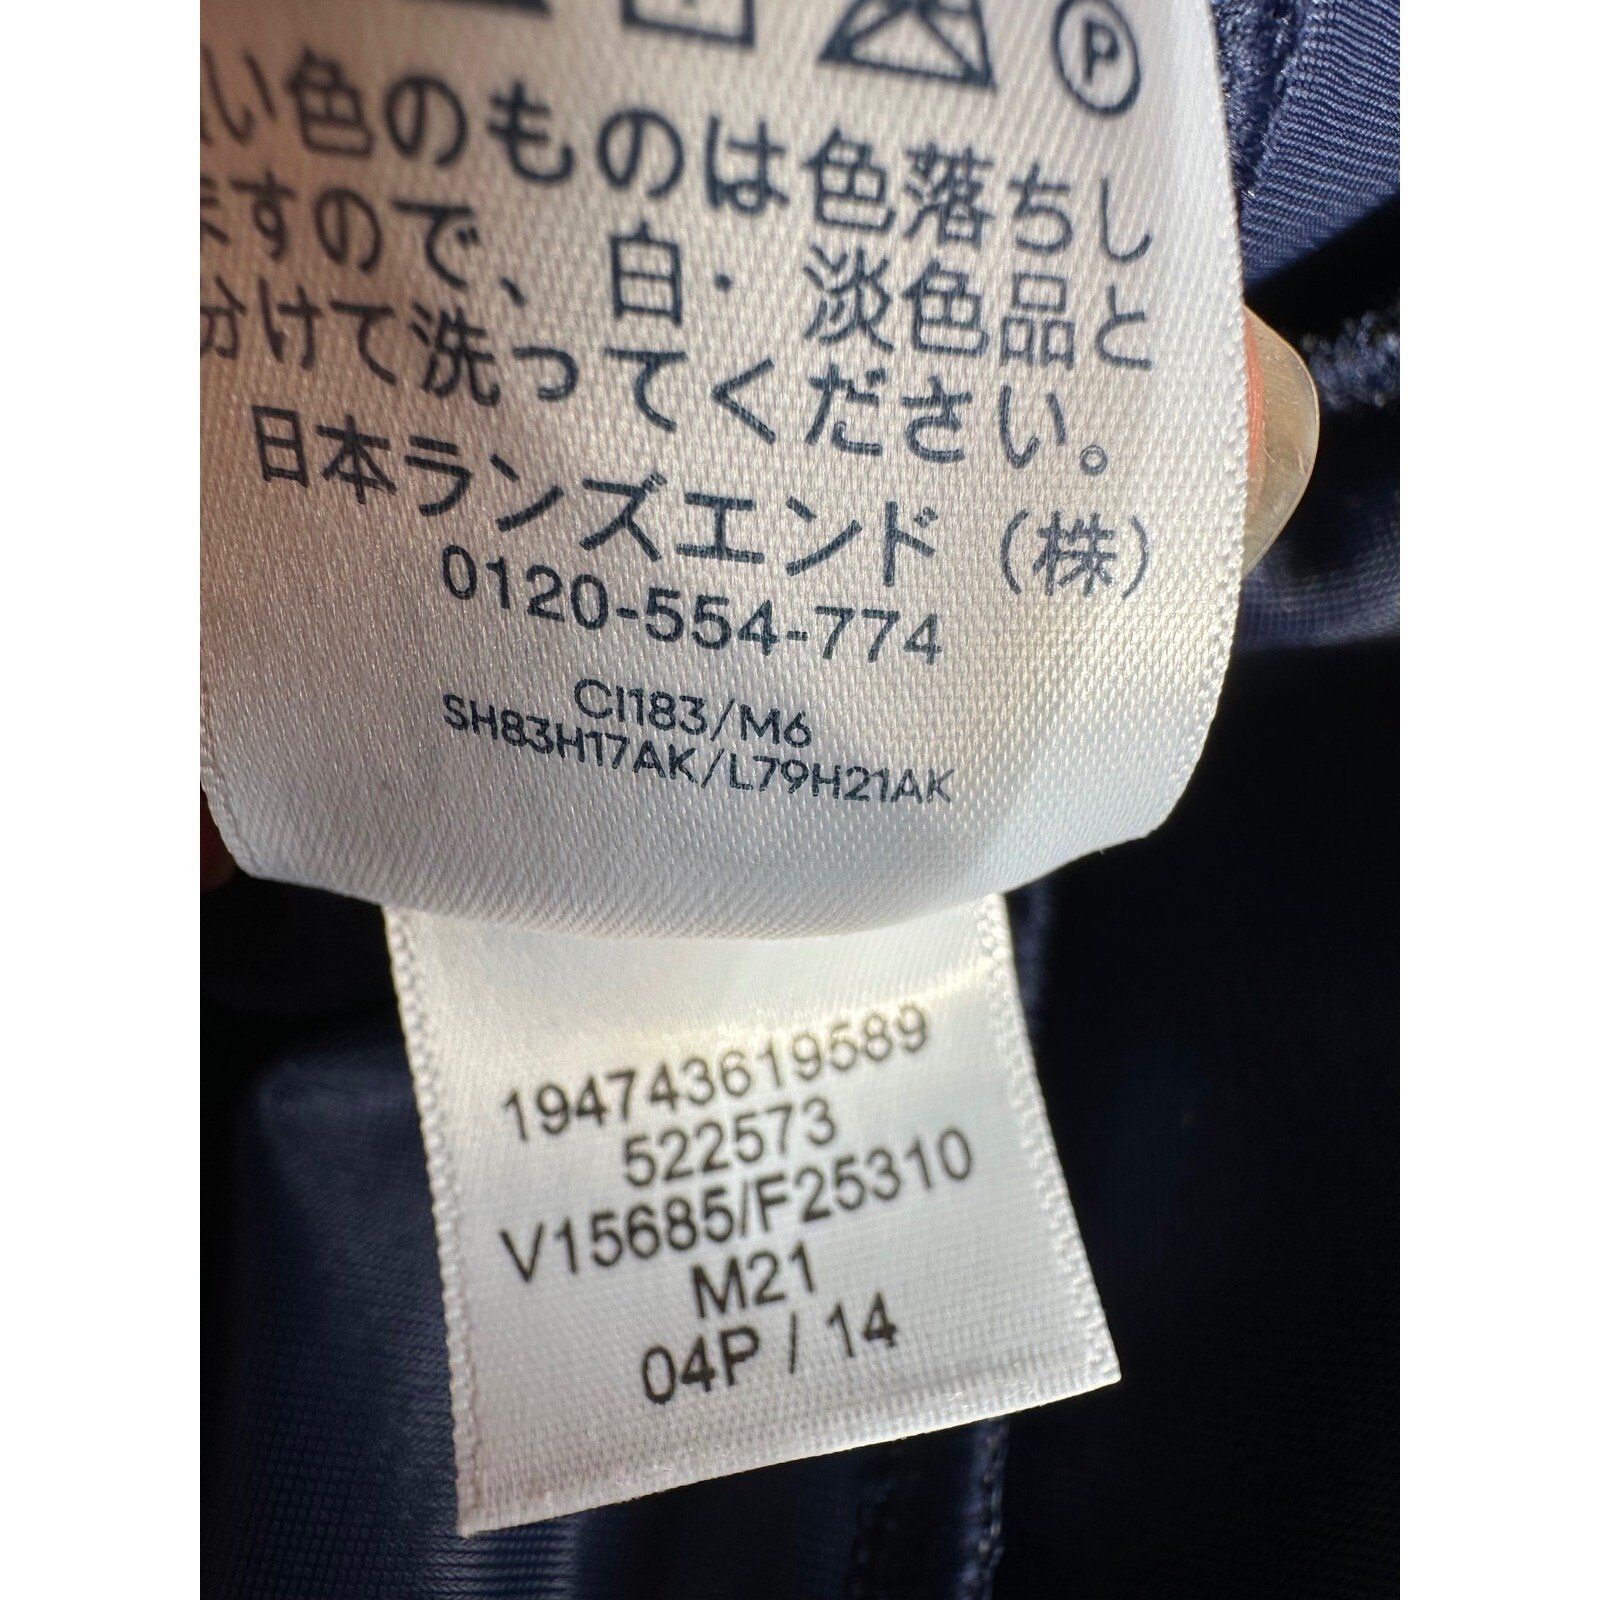 P
い色のものは色落ちし
ますので、白・淡色品と
分けて洗ってください。
日本ランズエンド(株)
0120-554-774
CI183/M6
SH83H17AK/L79H21AK
194743619589
522573
V15685/F25310
M21
04P / 14